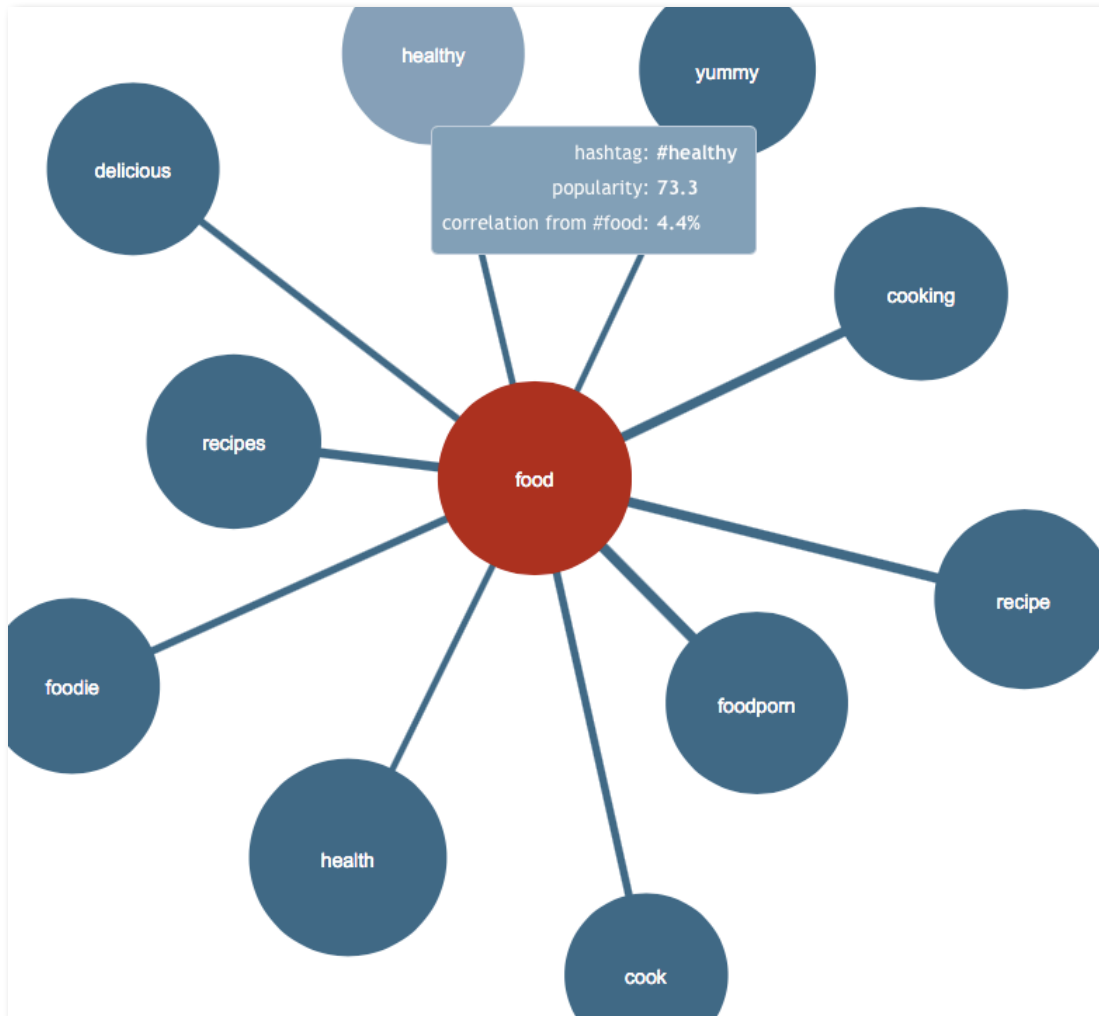 healthy
yummy
hashtag: #healthy
delicious
popularity: 73.3
correlation from #food: 4.4%
cooking
recipes
food
recipe
foodie
foodporn
health
cook